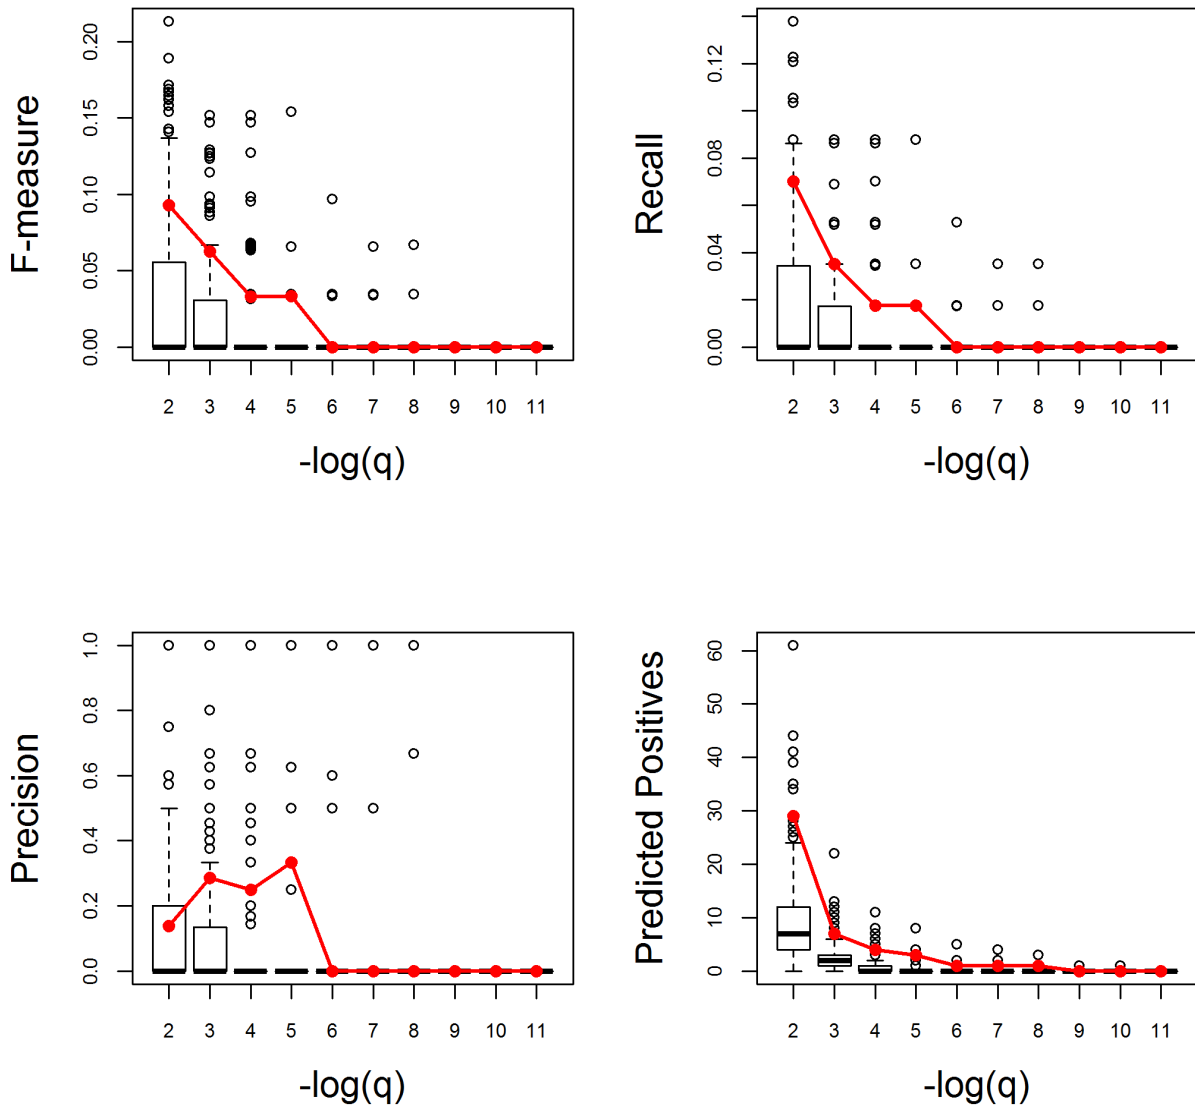 F-measure
0.00 0.05 0.10 0.15 0.20
2 3 4 5 6 7 8 9 10 11
-log(q)
Recall
0.00 0.04 0.08 0.12
2 3 4 5 6 7 8 9 10 11
-log(q)
Precision
0.0 0.2 0.4 0.6 0.8 1.0
2 3 4 5 6 7 8 9 10 11
-log(q)
Predicted Positives
0 10 20 30 40 50 60
2 3 4 5 6 7 8 9 10 11
-log(q)